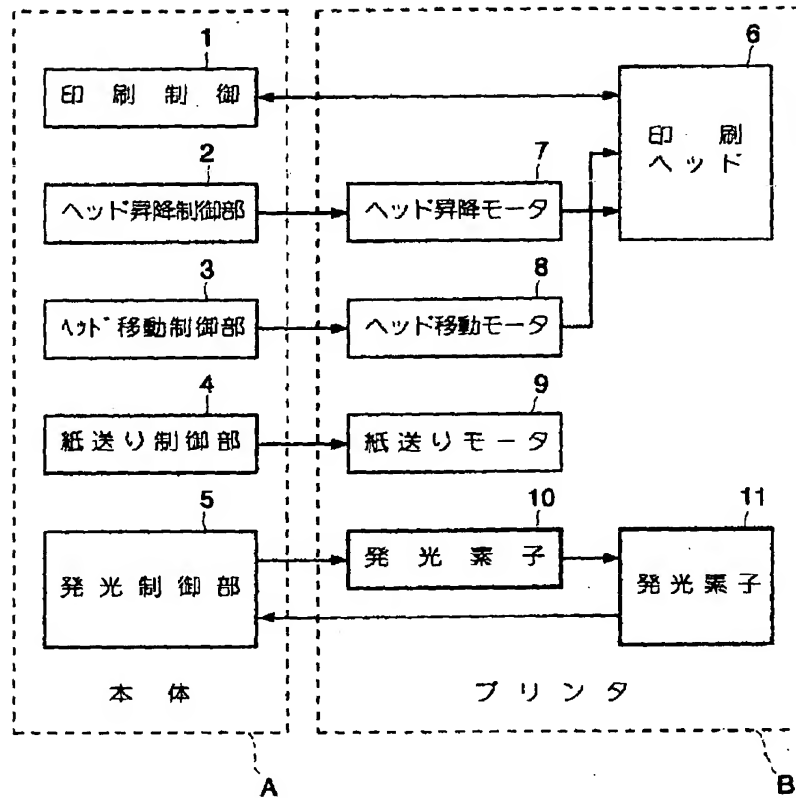 1
印刷制御
2
ヘッド昇降制御部
3
ヘッド移動制御部
4
紙送り制御部
5
発光制御部
本体
A
6
印刷
ヘッド
7
ヘッド昇降モータ
8
ヘッド移動モータ
9
紙送りモータ
10
発光素子
11
発光素子
プリンタ
B